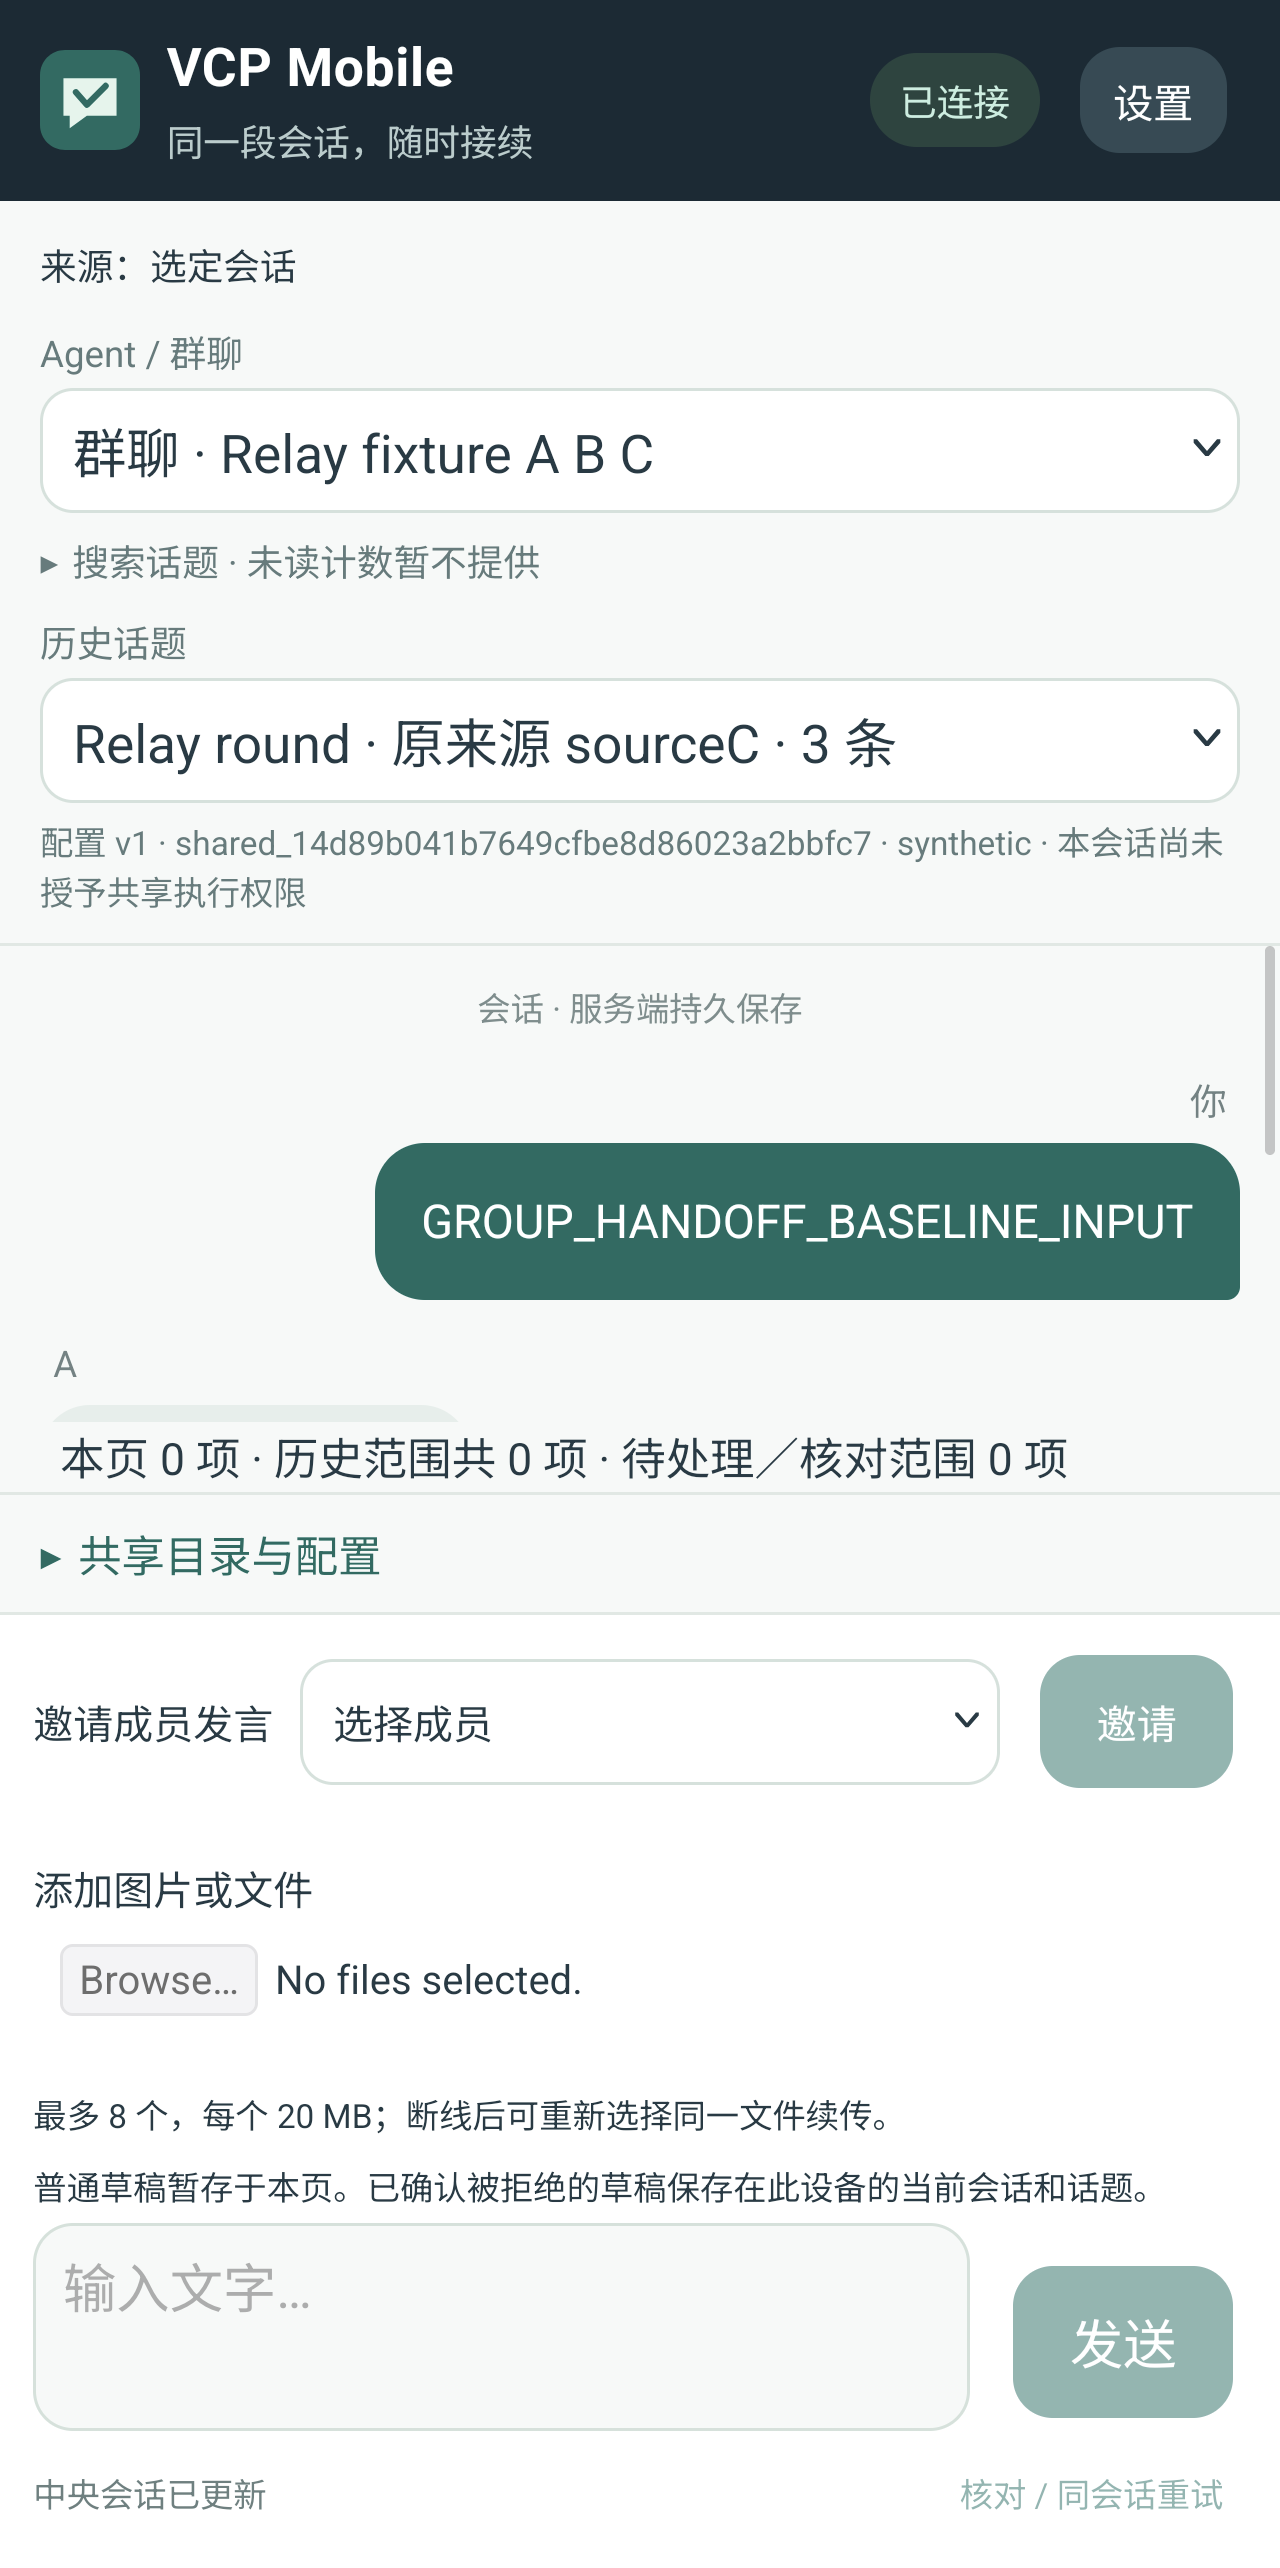 VCP Mobile
同一段会话，随时接续
已连接
设置
来源：选定会话
Agent / 群聊
群聊 · Relay fixture A B C
▸ 搜索话题 · 未读计数暂不提供
历史话题
Relay round · 原来源 sourceC · 3 条
配置 v1 · shared_14d89b041b7649cfbe8d86023a2bbfc7 · synthetic · 本会话尚未
授予共享执行权限
会话 · 服务端持久保存
你
GROUP_HANDOFF_BASELINE_INPUT
A
本页 0 项 · 历史范围共 0 项 · 待处理／核对范围 0 项
▸ 共享目录与配置
邀请成员发言
选择成员
邀请
添加图片或文件
Browse… No files selected.
最多 8 个，每个 20 MB；断线后可重新选择同一文件续传。
普通草稿暂存于本页。已确认被拒绝的草稿保存在此设备的当前会话和话题。
输入文字…
发送
中央会话已更新
核对 / 同会话重试